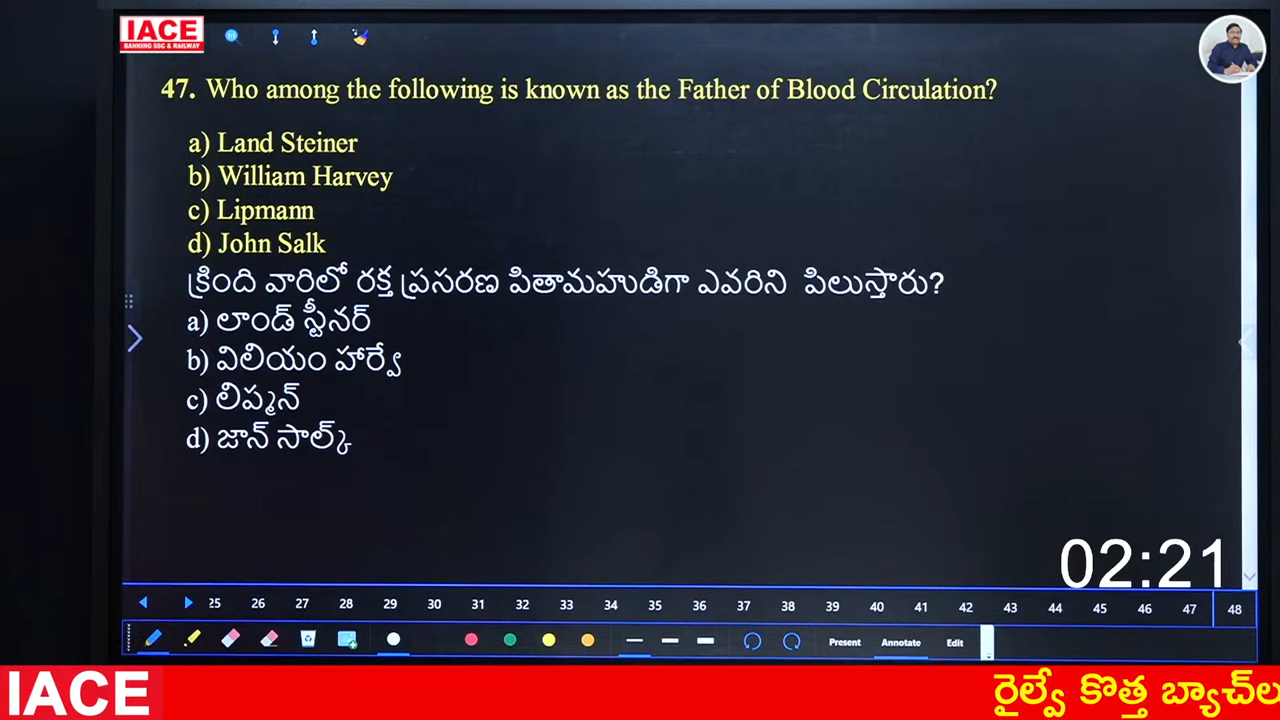 IACE
BANKING SSC & RAILWAY
47. Who among the following is known as the Father of Blood Circulation?
a) Land Steiner
b) William Harvey
c) Lipmann
d) John Salk
క్రింది వారిలో రక్త ప్రసరణ పితామహుడిగా ఎవరిని పిలుస్తారు?
a) లాండ్ స్టీనర్
b) విలియం హార్వే
c) లిప్మన్
d) జాన్ సాల్క్
02:21
25 26 27 28 29 30 31 32 33 34 35 36 37 38 39 40 41 42 43 44 45 46 47 48
Present Annotate Edit
IACE రైల్వే కొత్త బ్యాచ్‌ల